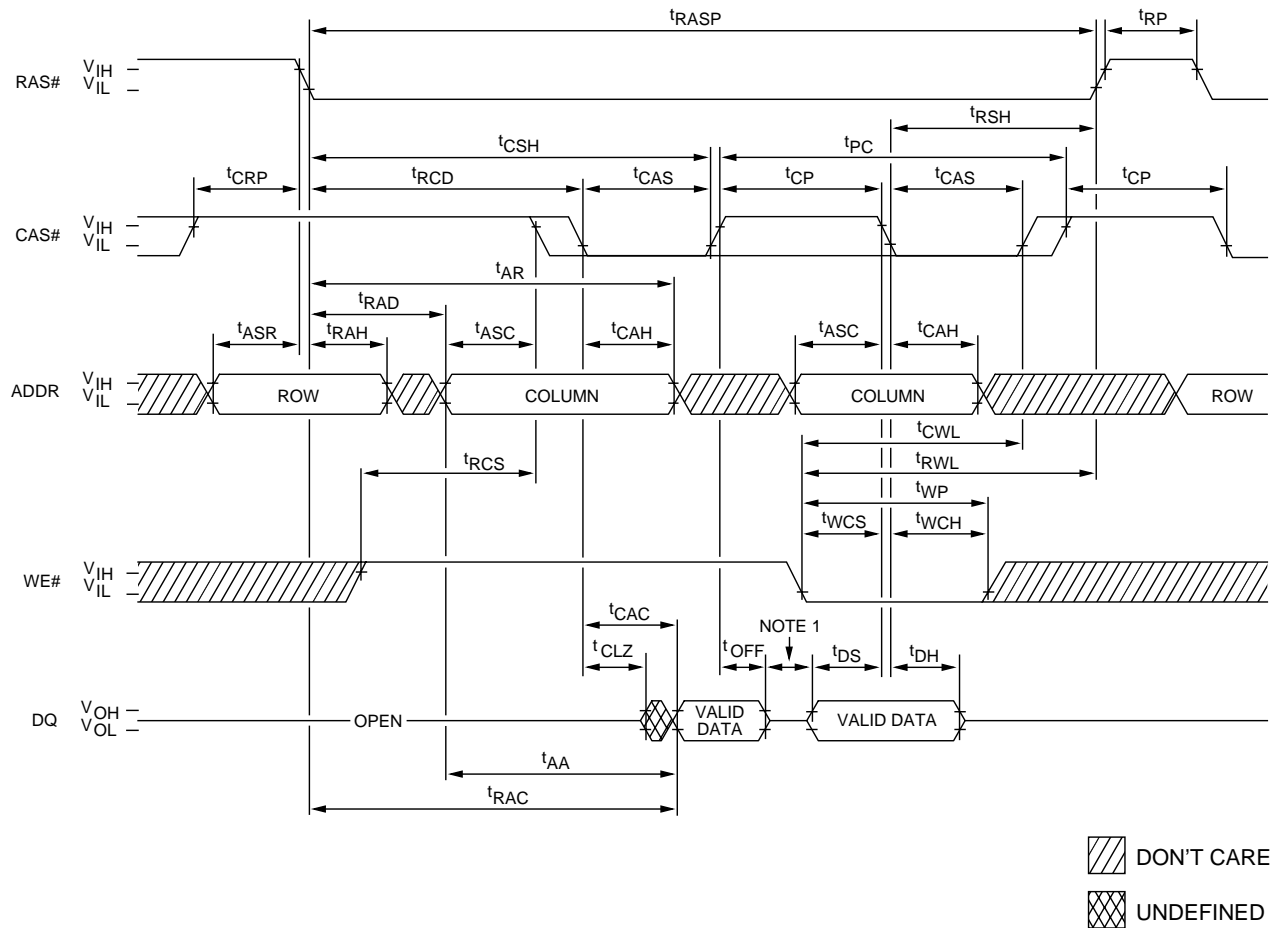 tRASP
tRP
RAS#
VIH
VIL
tRSH
tCSH
tPC
tCRP
tRCD
tCAS
tCP
tCAS
tCP
CAS#
VIH
VIL
tAR
tRAD
tASR
tRAH
tASC
tCAH
tASC
tCAH
ADDR
VIH
VIL
ROW
COLUMN
COLUMN
ROW
tCWL
tRCS
tRWL
tWP
tWCS
tWCH
WE#
VIH
VIL
tCAC
NOTE 1
tCLZ
tOFF
tDS
tDH
DQ
VOH
VOL
OPEN
VALID
DATA
VALID DATA
tAA
tRAC
DON'T CARE
UNDEFINED